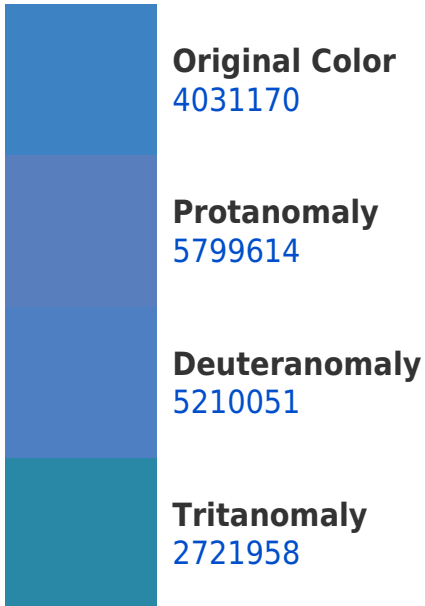 Original Color
4031170
Protanomaly
5799614
Deuteranomaly
5210051
Tritanomaly
2721958